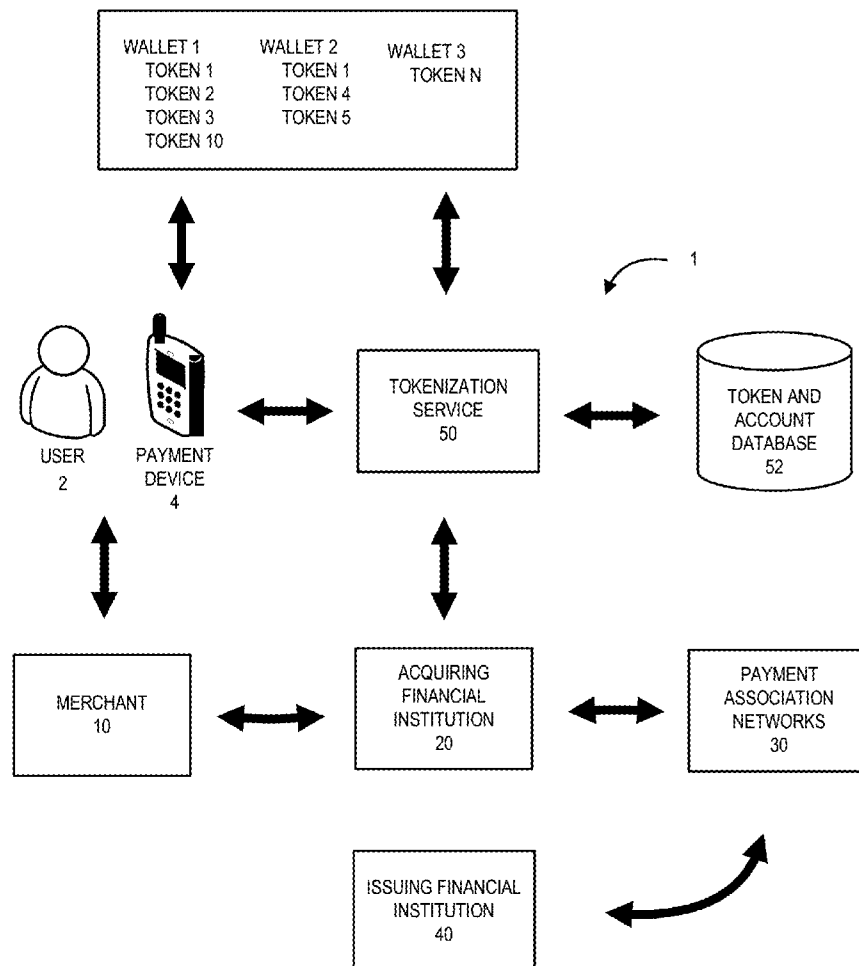 WALLET 1
TOKEN 1
TOKEN 2
TOKEN 3
TOKEN 10
WALLET 2
TOKEN 1
TOKEN 4
TOKEN 5
WALLET 3
TOKEN N
1
USER
2
PAYMENT
DEVICE
4
TOKENIZATION
SERVICE
50
TOKEN AND
ACCOUNT
DATABASE
52
MERCHANT
10
ACQUIRING
FINANCIAL
INSTITUTION
20
PAYMENT
ASSOCIATION
NETWORKS
30
ISSUING FINANCIAL
INSTITUTION
40